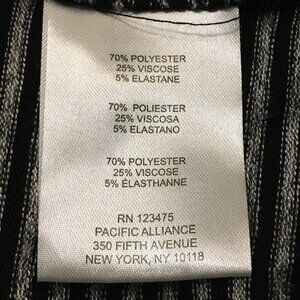 70% POLYESTER
25% VISCOSE
5% ELASTANE
70% POLIESTER
25% VISCOSA
5% ELASTANO
70% POLYESTER
25% VISCOSE
5% ÉLASTHANNE
RN 123475
PACIFIC ALLIANCE
350 FIFTH AVENUE
NEW YORK, NY 10118